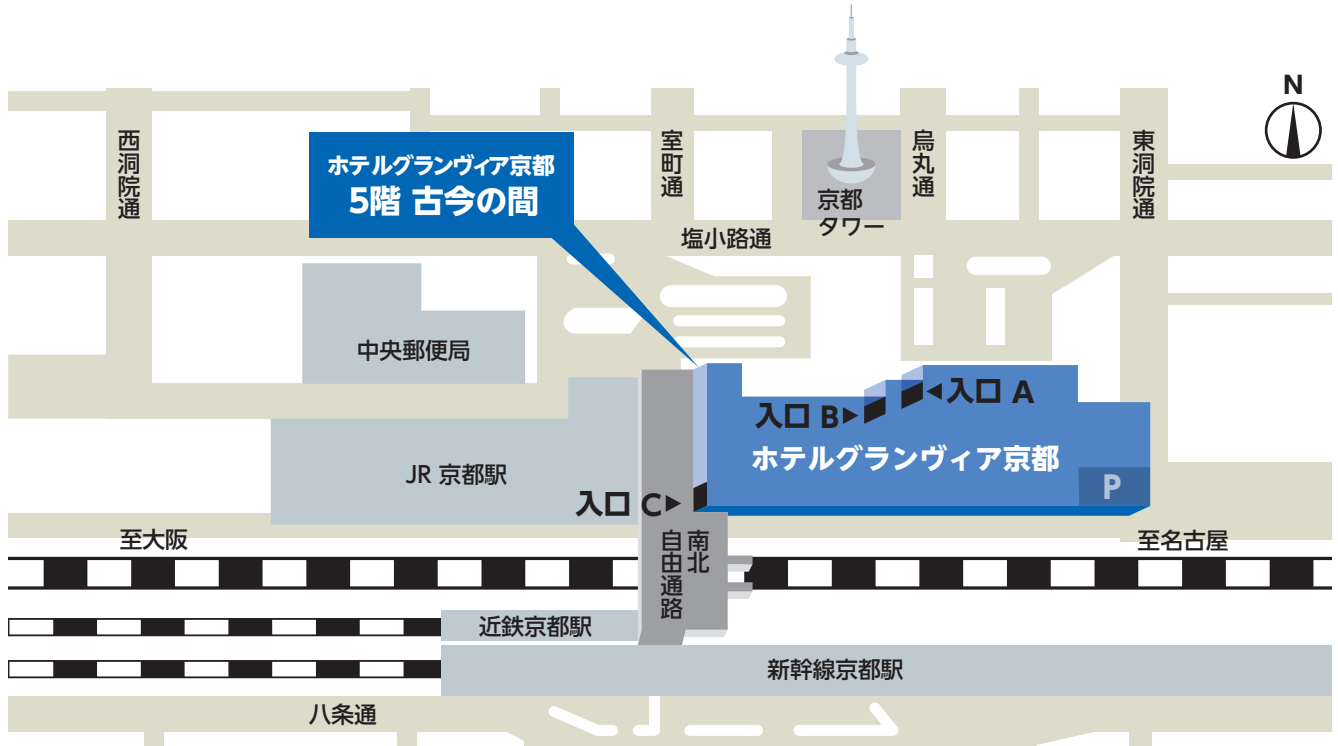 N
西洞院通
室町通
烏丸通
東洞院通
ホテルグランヴィア京都
5階 古今の間
京都
タワー
塩小路通
中央郵便局
入口 A
入口 B
ホテルグランヴィア京都
JR 京都駅
P
入口 C
南北
自由通路
至大阪
至名古屋
近鉄京都駅
新幹線京都駅
八条通